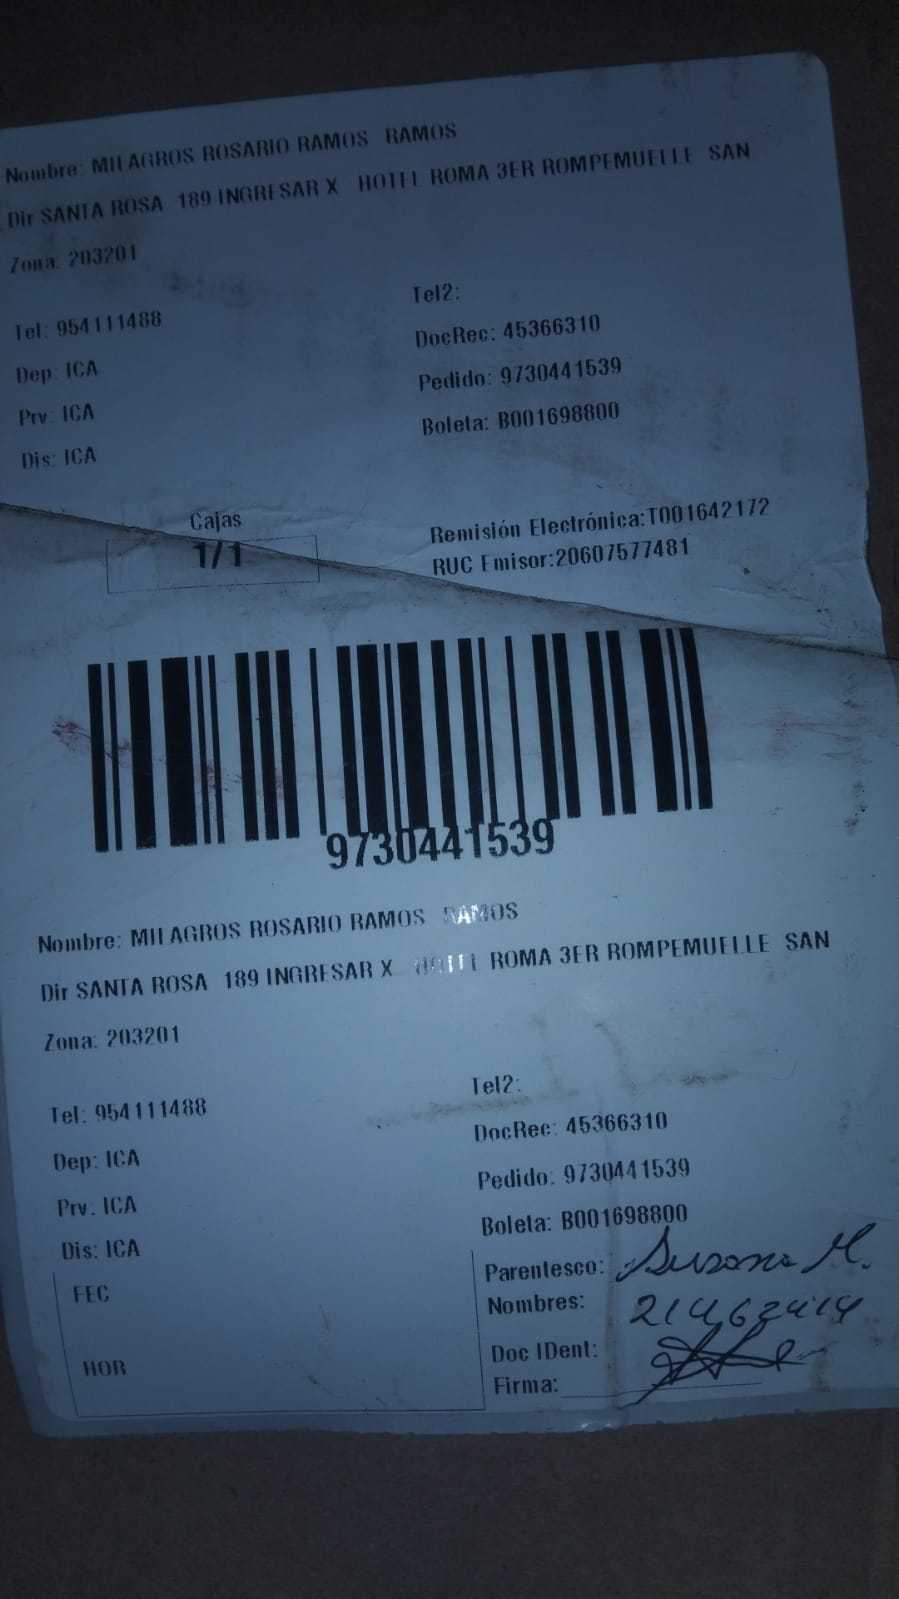 Nombre: MILAGROS ROSARIO RAMOS RAMOS
Dir SANTA ROSA 189 INGRESAR X HOTEL ROMA 3ER ROMPEMUELLE SAN
Zona: 203201
Tel2:
Tel: 954111488
DocRec: 45366310
Dep: ICA
Pedido: 9730441539
Prv: ICA
Boleta: B001698800
Dis: ICA
Cajas
1/1
Remisión Electrónica:T001642172
RUC Emisor:20607577481
9730441539
Nombre: MILAGROS ROSARIO RAMOS RAMOS
Dir SANTA ROSA 189 INGRESAR X HOTEL ROMA 3ER ROMPEMUELLE SAN
Zona: 203201
Tel2:
Tel: 954111488
DocRec: 45366310
Dep: ICA
Pedido: 9730441539
Prv: ICA
Boleta: B001698800
Dis: ICA
Parentesco: Susana M.
FEC
Nombres:
Doc IDent:
HOR
Firma: